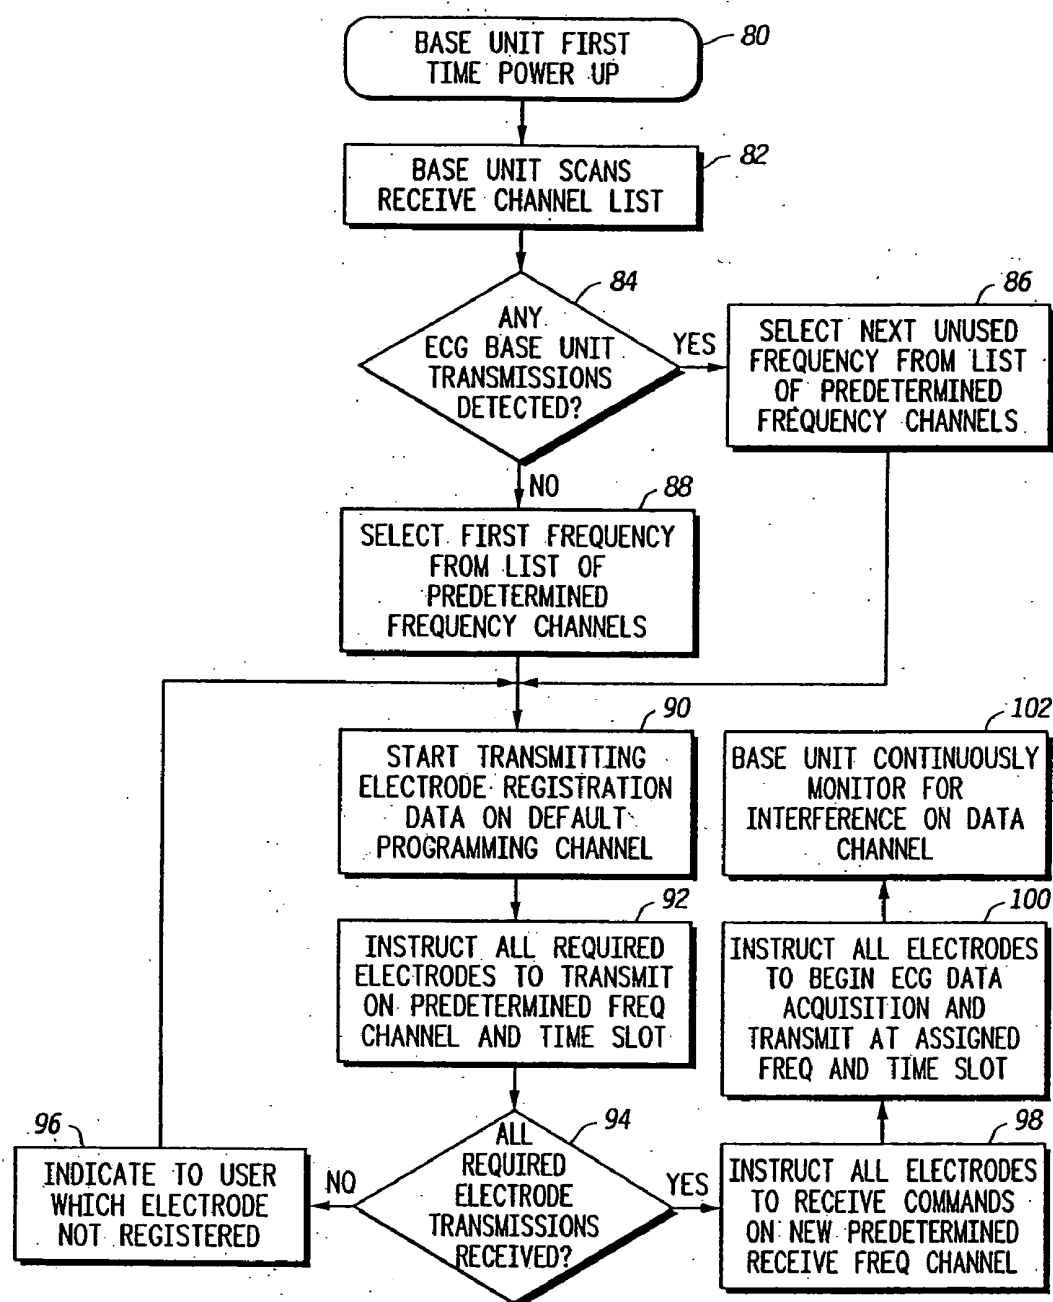 BASE UNIT FIRST
TIME POWER UP
80
BASE UNIT SCANS
RECEIVE CHANNEL LIST
82
ANY
ECG BASE UNIT
TRANSMISSIONS
DETECTED?
84
YES
SELECT NEXT UNUSED
FREQUENCY FROM LIST
OF PREDETERMINED
FREQUENCY CHANNELS
86
NO
SELECT FIRST FREQUENCY
FROM LIST OF
PREDETERMINED
FREQUENCY CHANNELS
88
START TRANSMITTING
ELECTRODE REGISTRATION
DATA ON DEFAULT
PROGRAMMING CHANNEL
90
INSTRUCT ALL REQUIRED
ELECTRODES TO TRANSMIT
ON PREDETERMINED FREQ
CHANNEL AND TIME SLOT
92
ALL
REQUIRED
ELECTRODE
TRANSMISSIONS
RECEIVED?
94
NO
INDICATE TO USER
WHICH ELECTRODE
NOT REGISTERED
96
YES
INSTRUCT ALL ELECTRODES
TO RECEIVE COMMANDS
ON NEW PREDETERMINED
RECEIVE FREQ CHANNEL
98
INSTRUCT ALL ELECTRODES
TO BEGIN ECG DATA
ACQUISITION AND
TRANSMIT AT ASSIGNED
FREQ AND TIME SLOT
100
BASE UNIT CONTINUOUSLY
MONITOR FOR
INTERFERENCE ON DATA
CHANNEL
102